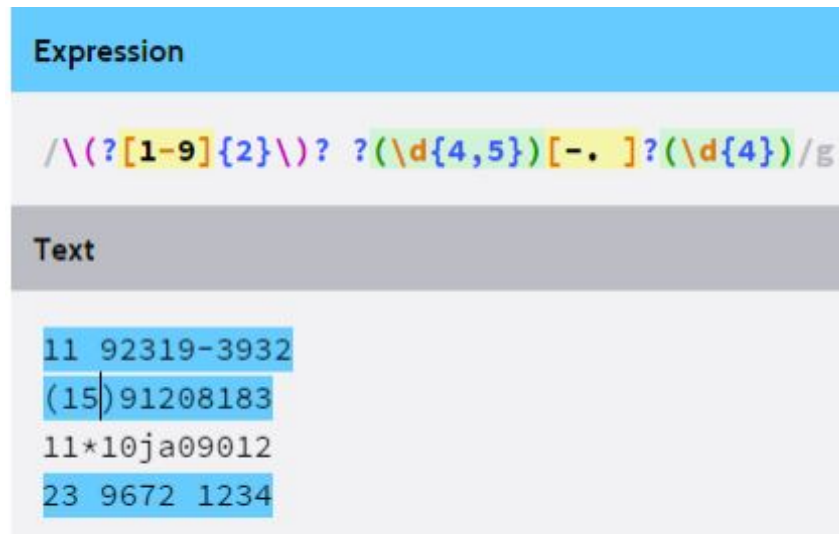 Expression
/\(?[1-9]{2}\)? ?(\d{4,5})[-. ]?(\d{4})/g
Text
11 92319-3932
(15)91208183
11*10ja09012
23 9672 1234